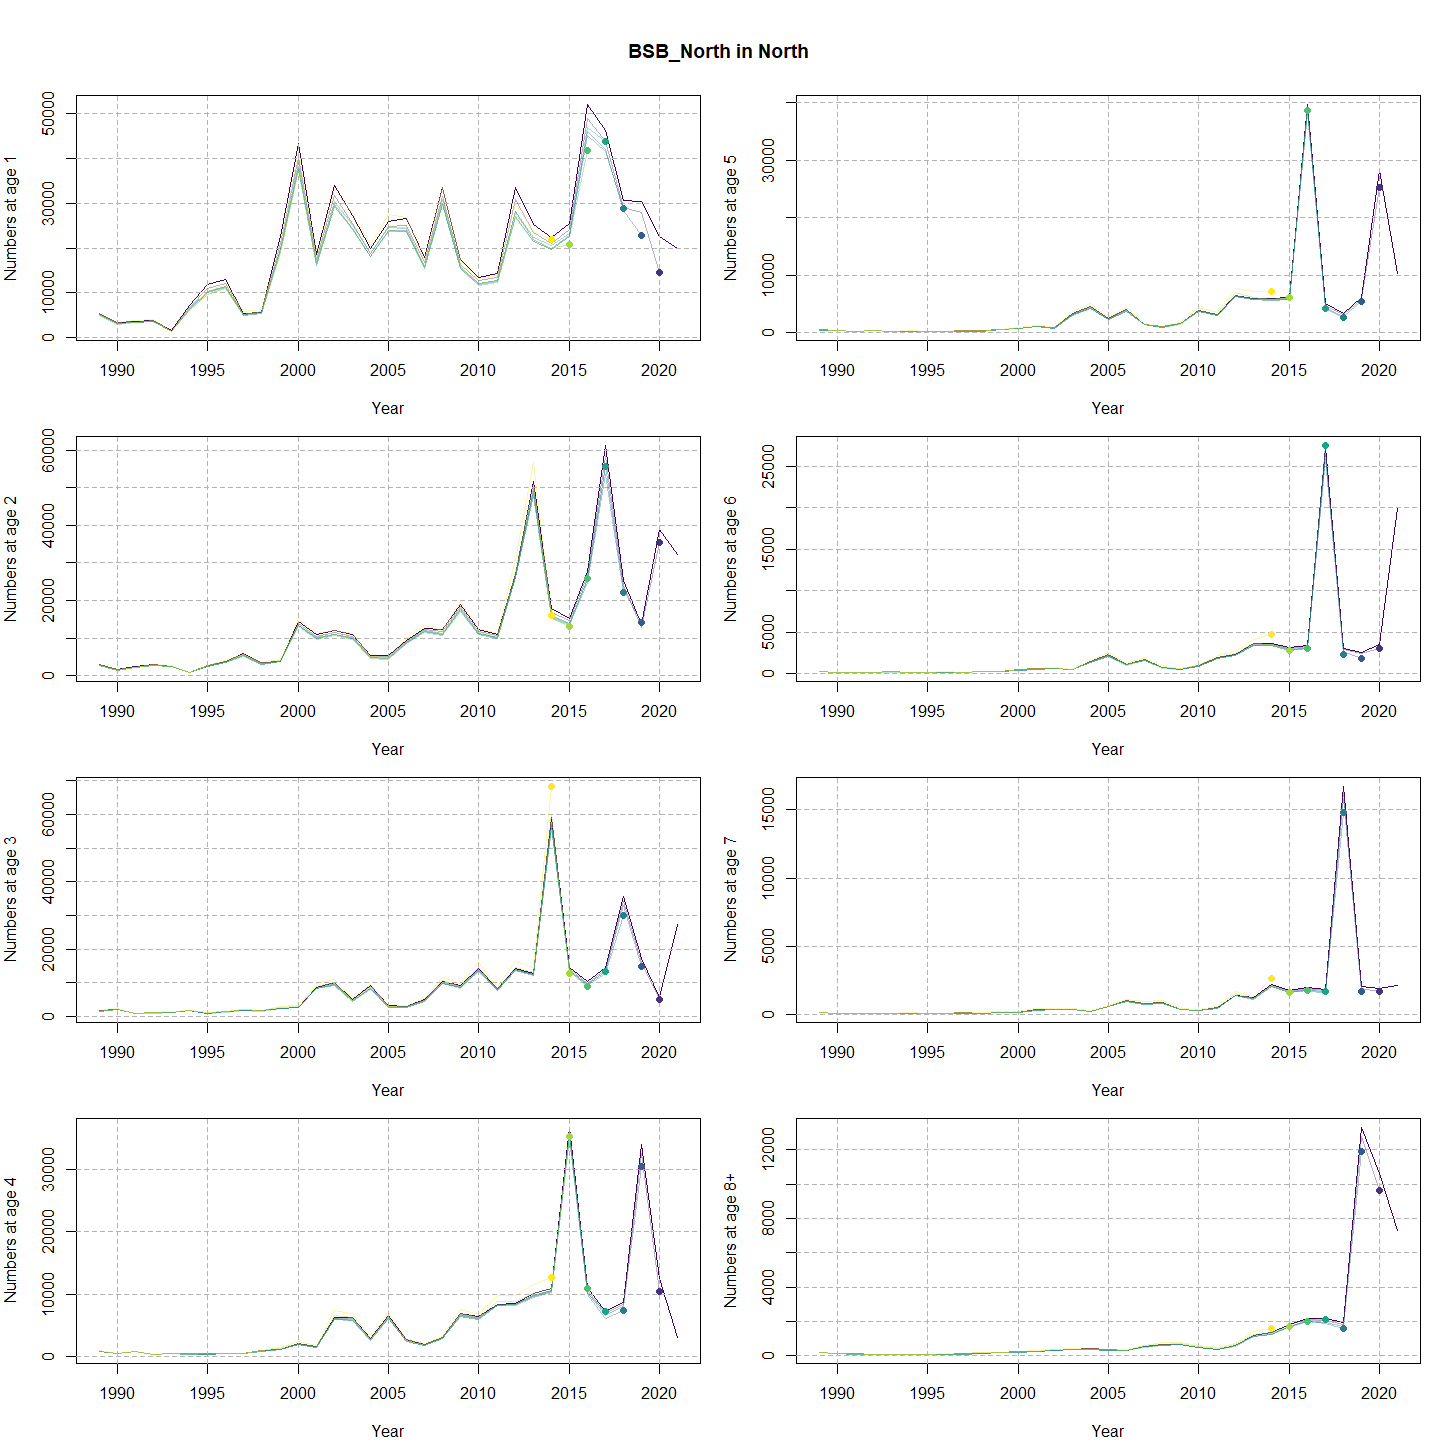 BSB_North in North
Numbers at age 1
0 10000 30000 50000
1990 1995 2000 2005 2010 2015 2020
Year
Numbers at age 5
0 10000 30000
1990 1995 2000 2005 2010 2015 2020
Year
Numbers at age 2
0 20000 40000 60000
1990 1995 2000 2005 2010 2015 2020
Year
Numbers at age 6
0 5000 15000 25000
1990 1995 2000 2005 2010 2015 2020
Year
Numbers at age 3
0 20000 40000 60000
1990 1995 2000 2005 2010 2015 2020
Year
Numbers at age 7
0 5000 10000 15000
1990 1995 2000 2005 2010 2015 2020
Year
Numbers at age 4
0 10000 20000 30000
1990 1995 2000 2005 2010 2015 2020
Year
Numbers at age 8+
0 4000 8000 12000
1990 1995 2000 2005 2010 2015 2020
Year